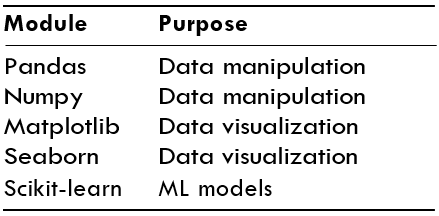 Module Purpose
Pandas Data manipulation
Numpy Data manipulation
Matplotlib Data visualization
Seaborn Data visualization
Scikit-learn ML models